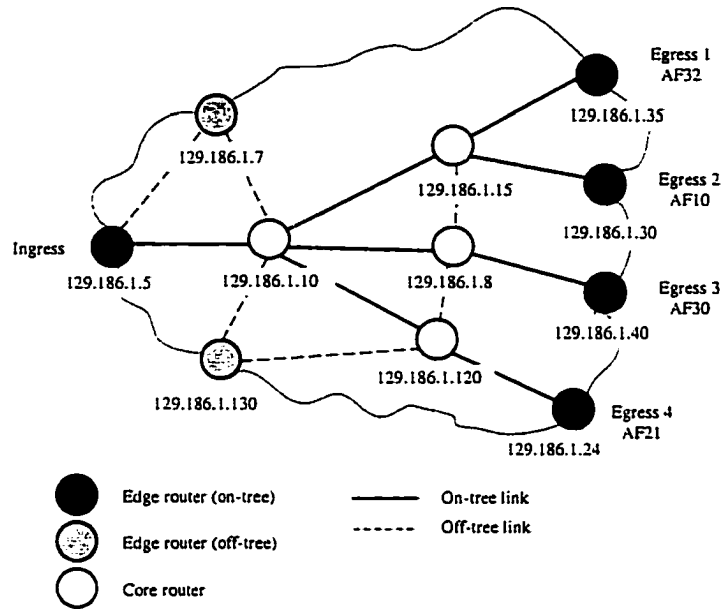 Egress 1
AF32
129.186.1.35
129.186.1.7
129.186.1.15
Egress 2
AF10
129.186.1.30
Ingress
129.186.1.5
129.186.1.10
129.186.1.8
Egress 3
AF30
129.186.1.40
129.186.1.120
129.186.1.130
Egress 4
AF21
129.186.1.24
Edge router (on-tree)
On-tree link
Edge router (off-tree)
Off-tree link
Core router